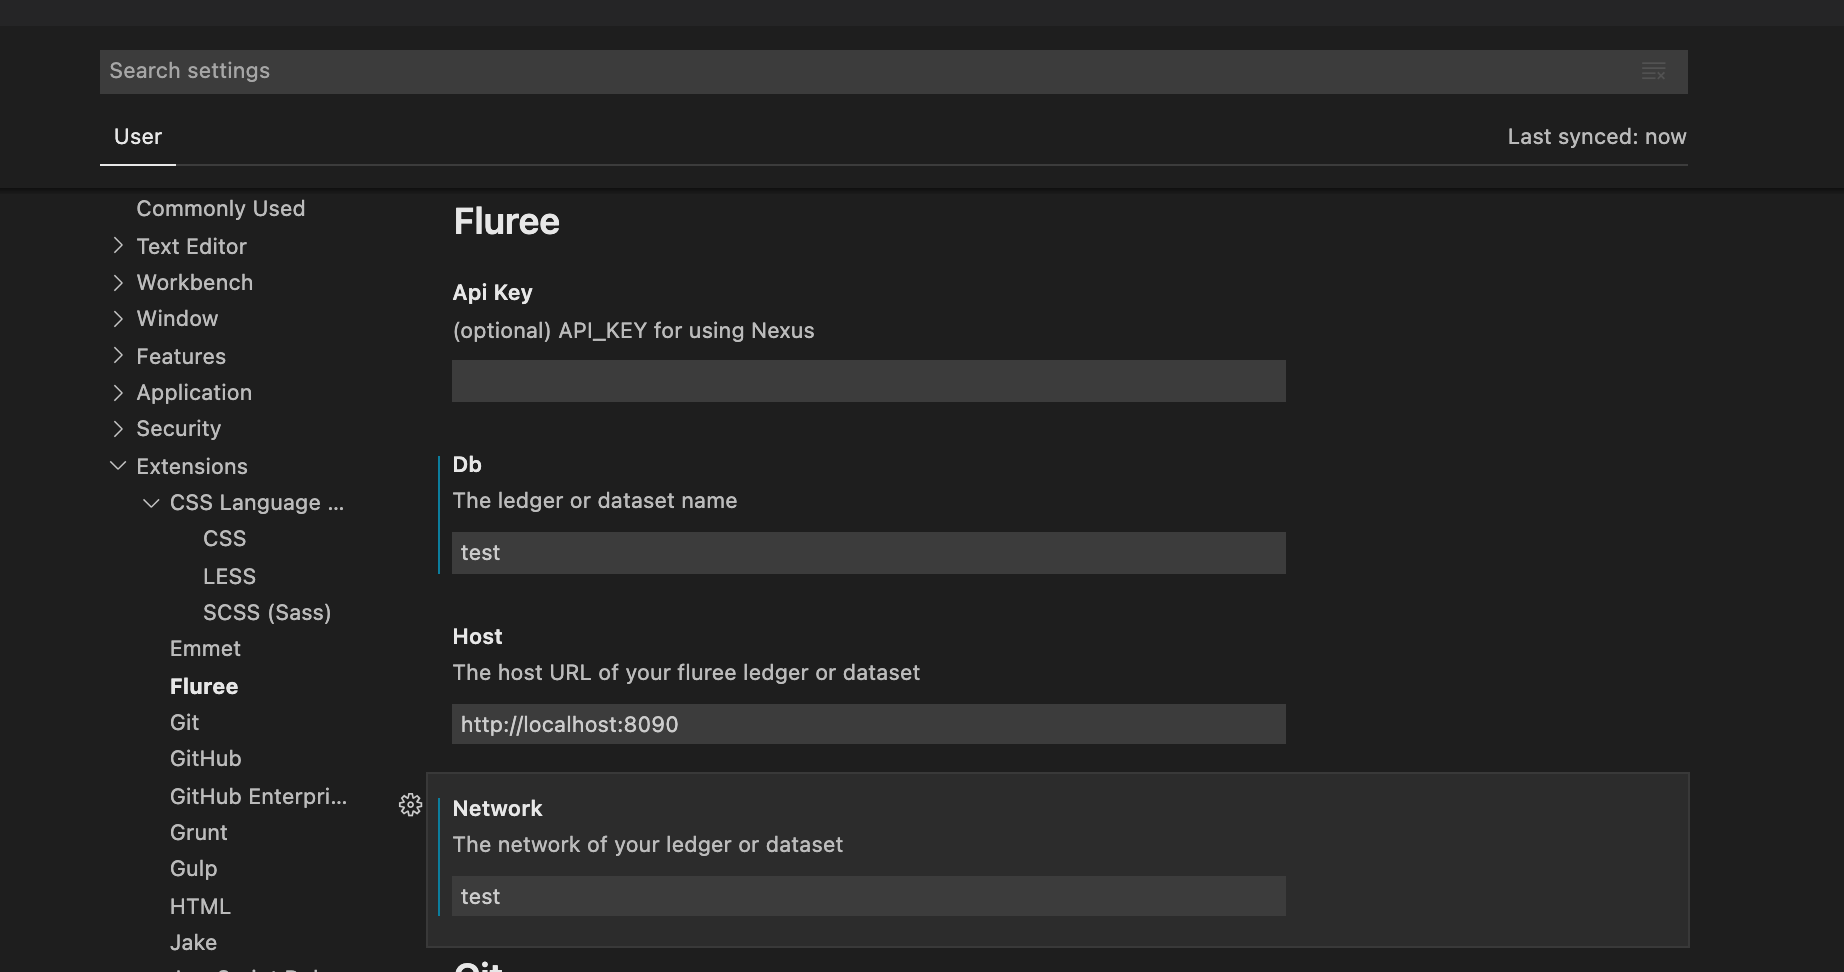 Search settings
User
Last synced: now
Commonly Used
Text Editor
Workbench
Window
Features
Application
Security
Extensions
CSS Language ...
CSS
LESS
SCSS (Sass)
Emmet
Fluree
Git
GitHub
GitHub Enterpri...
Grunt
Gulp
HTML
Jake
Fluree
Api Key
(optional) API_KEY for using Nexus
Db
The ledger or dataset name
test
Host
The host URL of your fluree ledger or dataset
http://localhost:8090
Network
The network of your ledger or dataset
test
Git